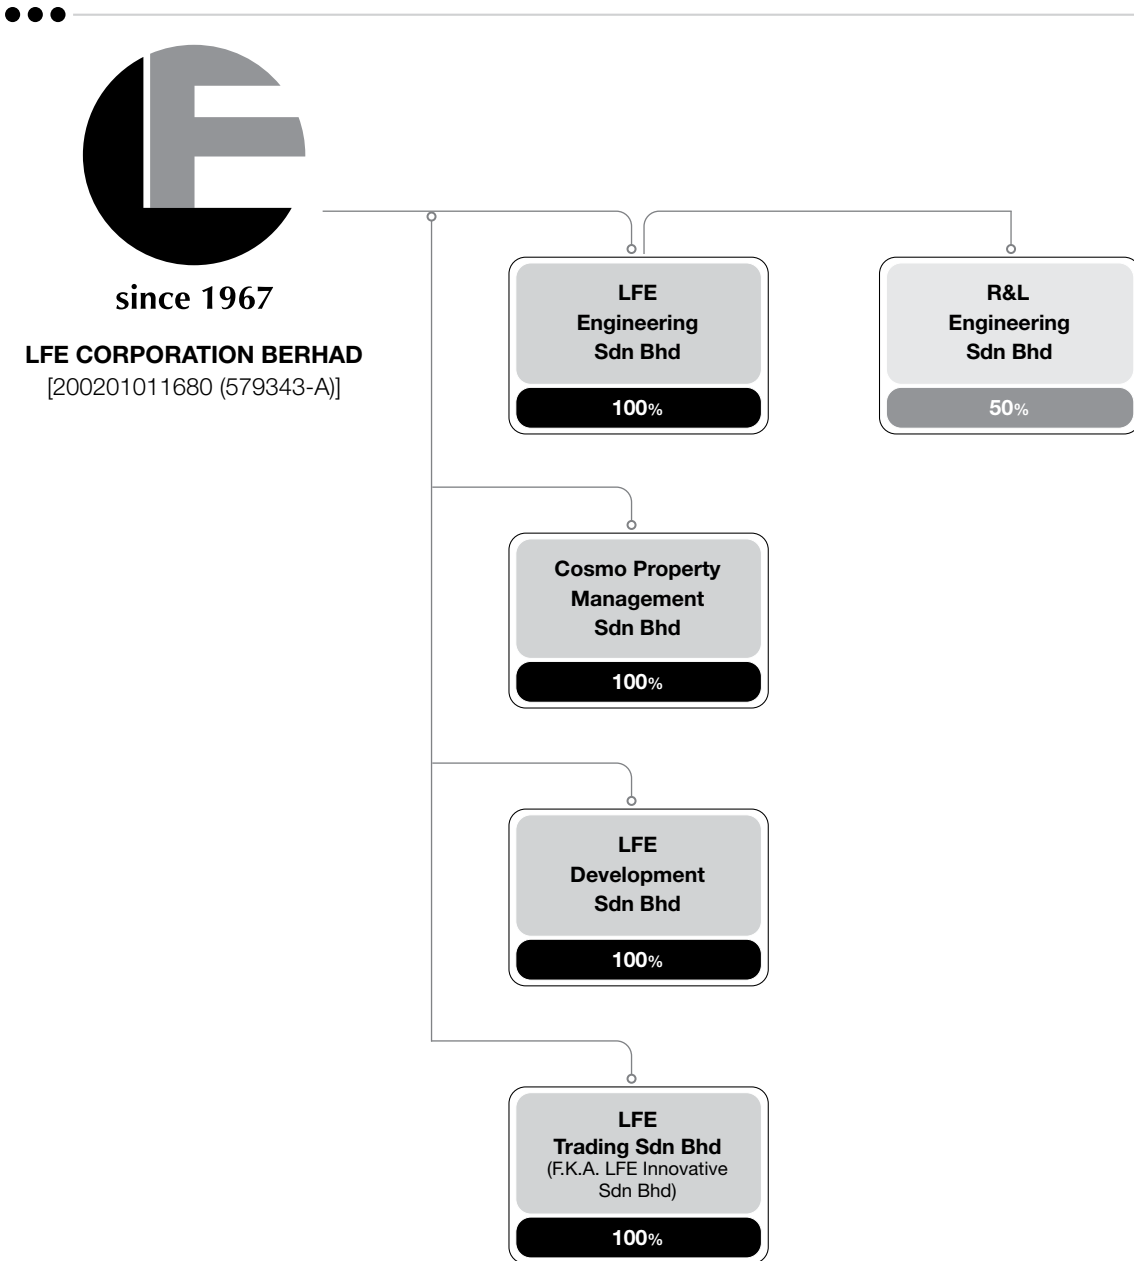 LFE
since 1967
LFE CORPORATION BERHAD
[200201011680 (579343-A)]
LFE
Engineering
Sdn Bhd
100%
R&L
Engineering
Sdn Bhd
50%
Cosmo Property
Management
Sdn Bhd
100%
LFE
Development
Sdn Bhd
100%
LFE
Trading Sdn Bhd
(F.K.A. LFE Innovative
Sdn Bhd)
100%